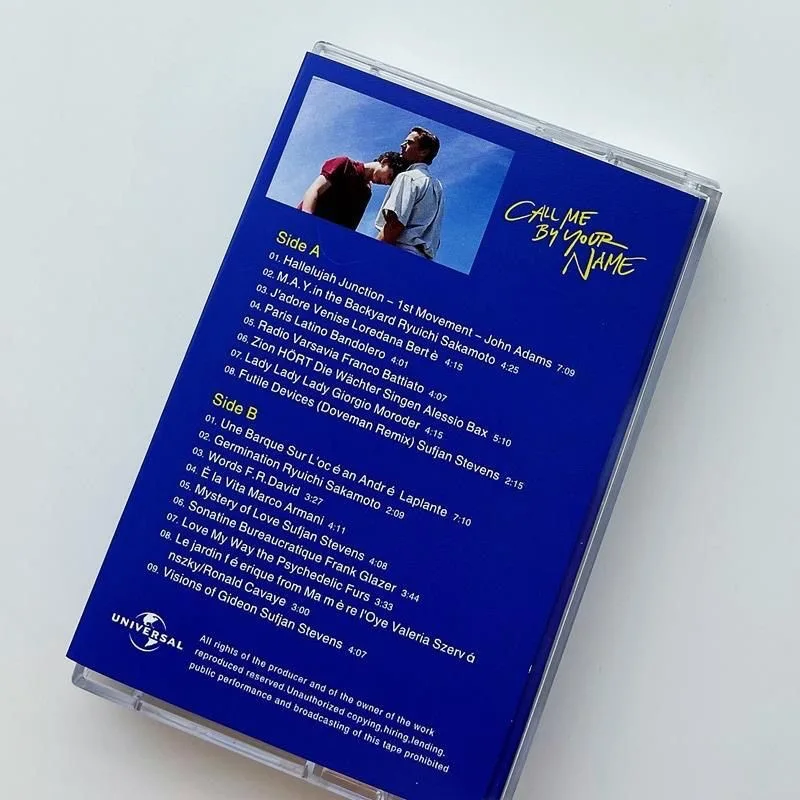 CALL ME
BY YOUR
NAME
Side A
01. Hallelujah Junction – 1st Movement – John Adams 7:09
02. M.A.Y.in the Backyard Ryuichi Sakamoto 4:25
03. J'adore Venise Loredana Bertè 4:15
04. Paris Latino Bandolero 4:01
05. Radio Varsavia Franco Battiato 4:07
06. Zion HÖRT Die Wächter Singen Alessio Bax 5:10
07. Lady Lady Lady Giorgio Moroder 4:15
08. Futile Devices (Doveman Remix) Sufjan Stevens 2:15
Side B
01. Une Barque Sur L'océan André Laplante 7:10
02. Germination Ryuichi Sakamoto 2:09
03. Words F.R.David 3:27
04. È la Vita Marco Armani 4:11
05. Mystery of Love Sufjan Stevens 4:08
06. Sonatine Bureaucratique Frank Glazer 3:44
07. Love My Way the Psychedelic Furs 3:33
08. Le jardin féerique from Ma mère l'Oye Valeria Szervá
nszky/Ronald Cavaye 3:00
09. Visions of Gideon Sufjan Stevens 4:07
UNIVERSAL
All rights of the producer and of the owner of the work
reproduced reserved.Unauthorized copying,hiring,lending.
public performance and broadcasting of this tape prohibited